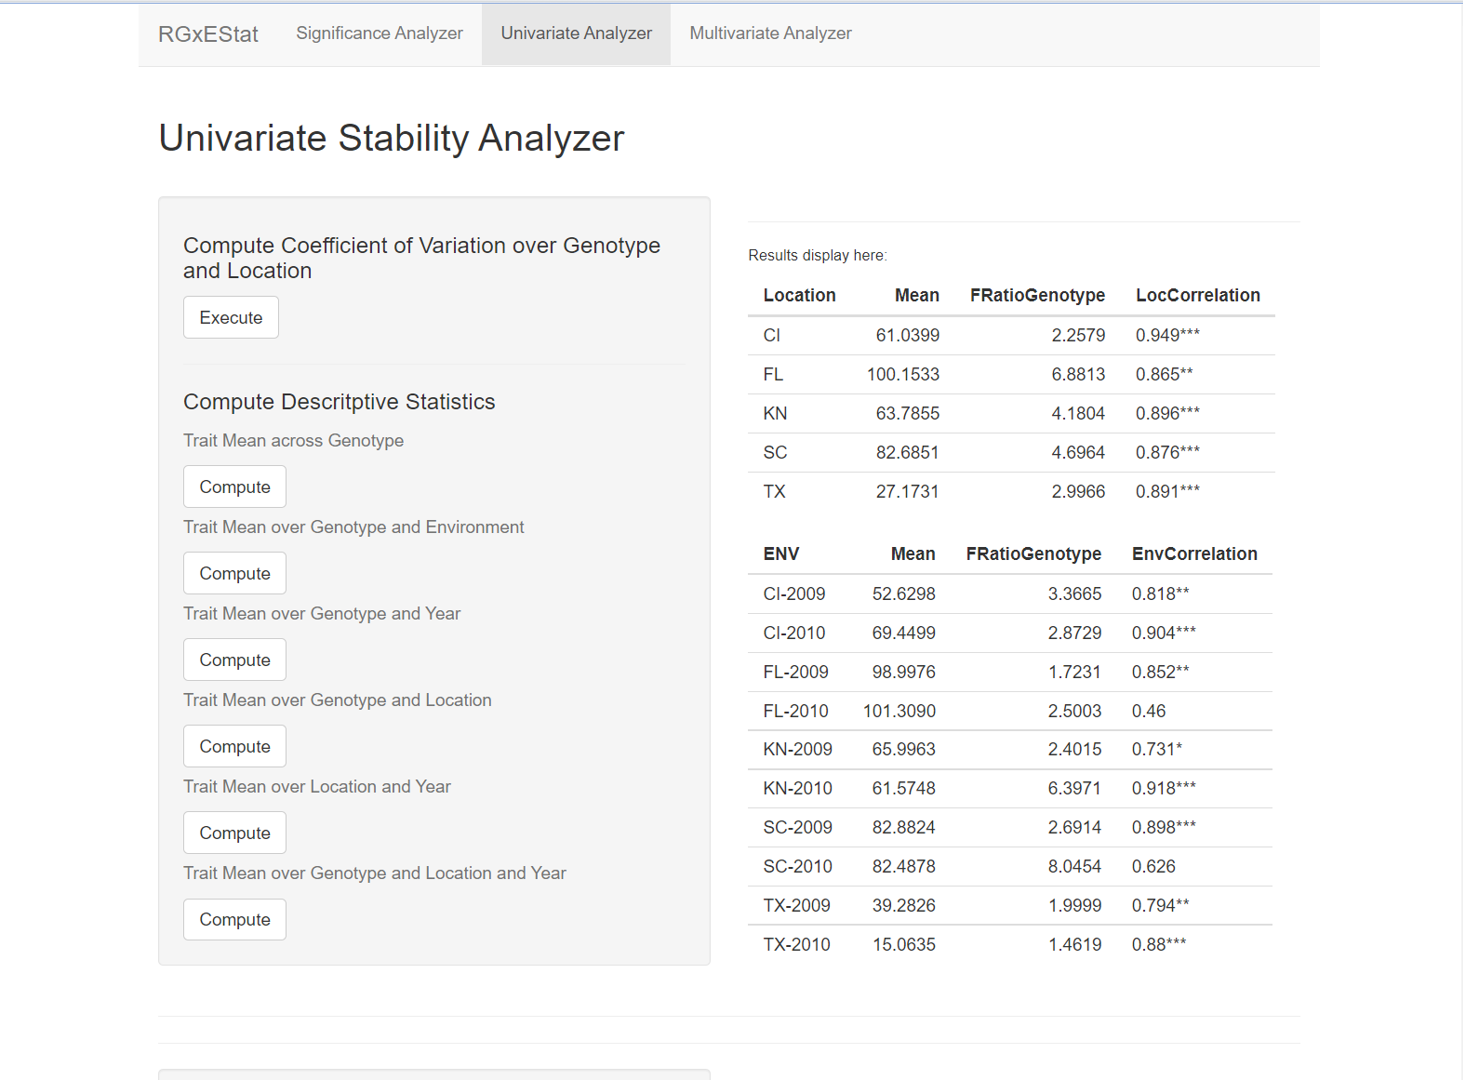 RGxEStat Significance Analyzer Univariate Analyzer Multivariate Analyzer
Univariate Stability Analyzer
Compute Coefficient of Variation over Genotype
and Location
Execute
Compute Descritptive Statistics
Trait Mean across Genotype
Compute
Trait Mean over Genotype and Environment
Compute
Trait Mean over Genotype and Year
Compute
Trait Mean over Genotype and Location
Compute
Trait Mean over Location and Year
Compute
Trait Mean over Genotype and Location and Year
Compute
Results display here:
Location Mean FRatioGenotype LocCorrelation
CI 61.0399 2.2579 0.949***
FL 100.1533 6.8813 0.865**
KN 63.7855 4.1804 0.896***
SC 82.6851 4.6964 0.876***
TX 27.1731 2.9966 0.891***
ENV Mean FRatioGenotype EnvCorrelation
CI-2009 52.6298 3.3665 0.818**
CI-2010 69.4499 2.8729 0.904***
FL-2009 98.9976 1.7231 0.852**
FL-2010 101.3090 2.5003 0.46
KN-2009 65.9963 2.4015 0.731*
KN-2010 61.5748 6.3971 0.918***
SC-2009 82.8824 2.6914 0.898***
SC-2010 82.4878 8.0454 0.626
TX-2009 39.2826 1.9999 0.794**
TX-2010 15.0635 1.4619 0.88***